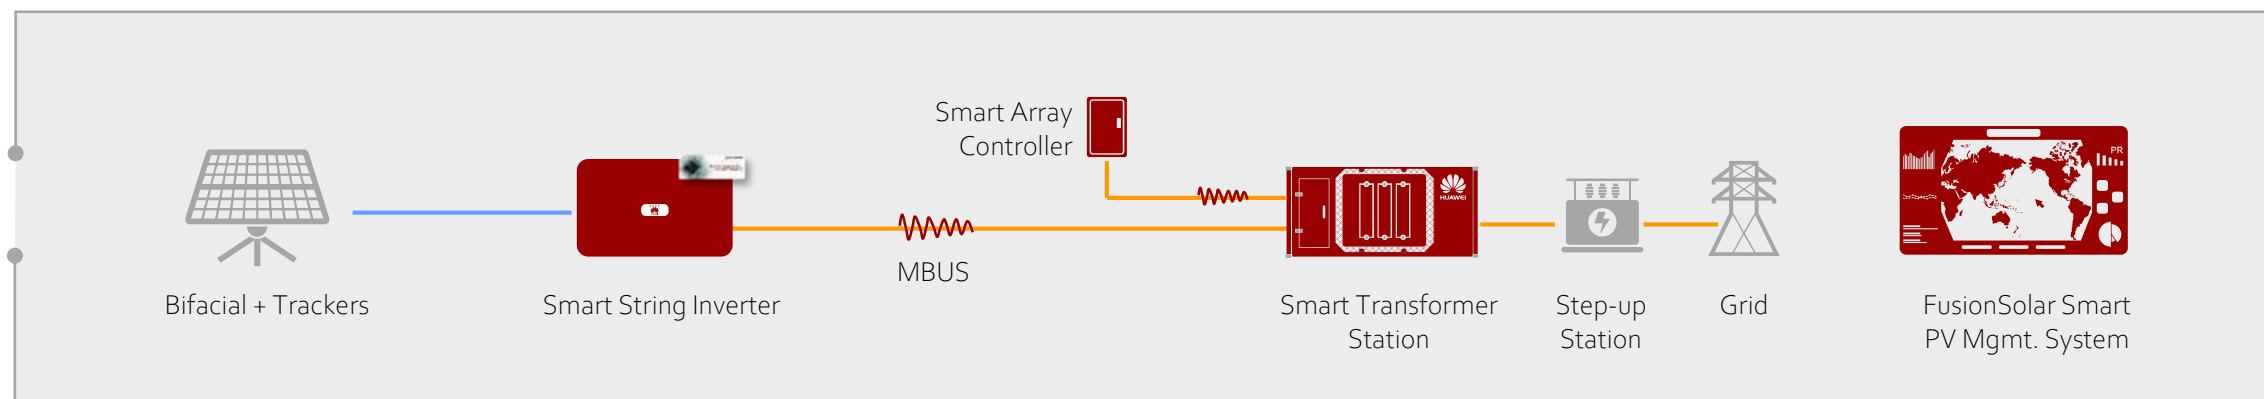 Smart Array
Controller
PR
HUAWEI
MBUS
Bifacial + Trackers
Smart String Inverter
Smart Transformer
Station
Step-up
Station
Grid
FusionSolar Smart
PV Mgmt. System